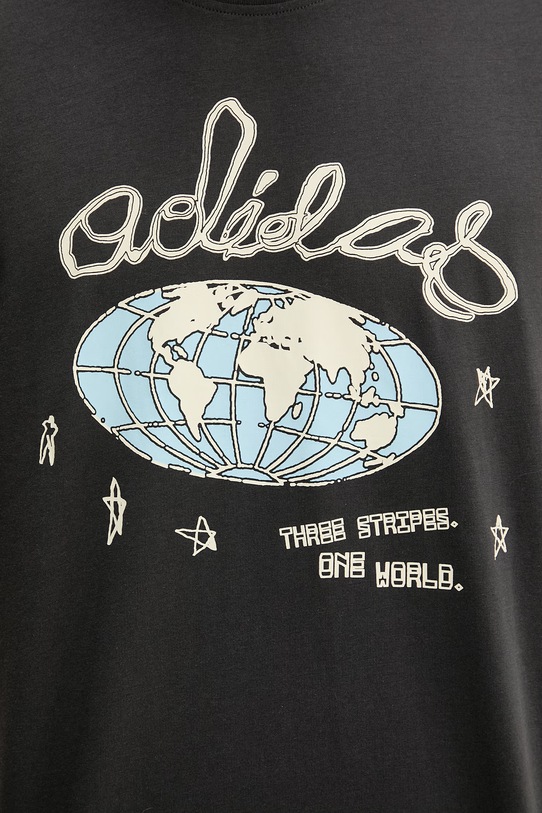 adidas
THREE STRIPES.
ONE WORLD.